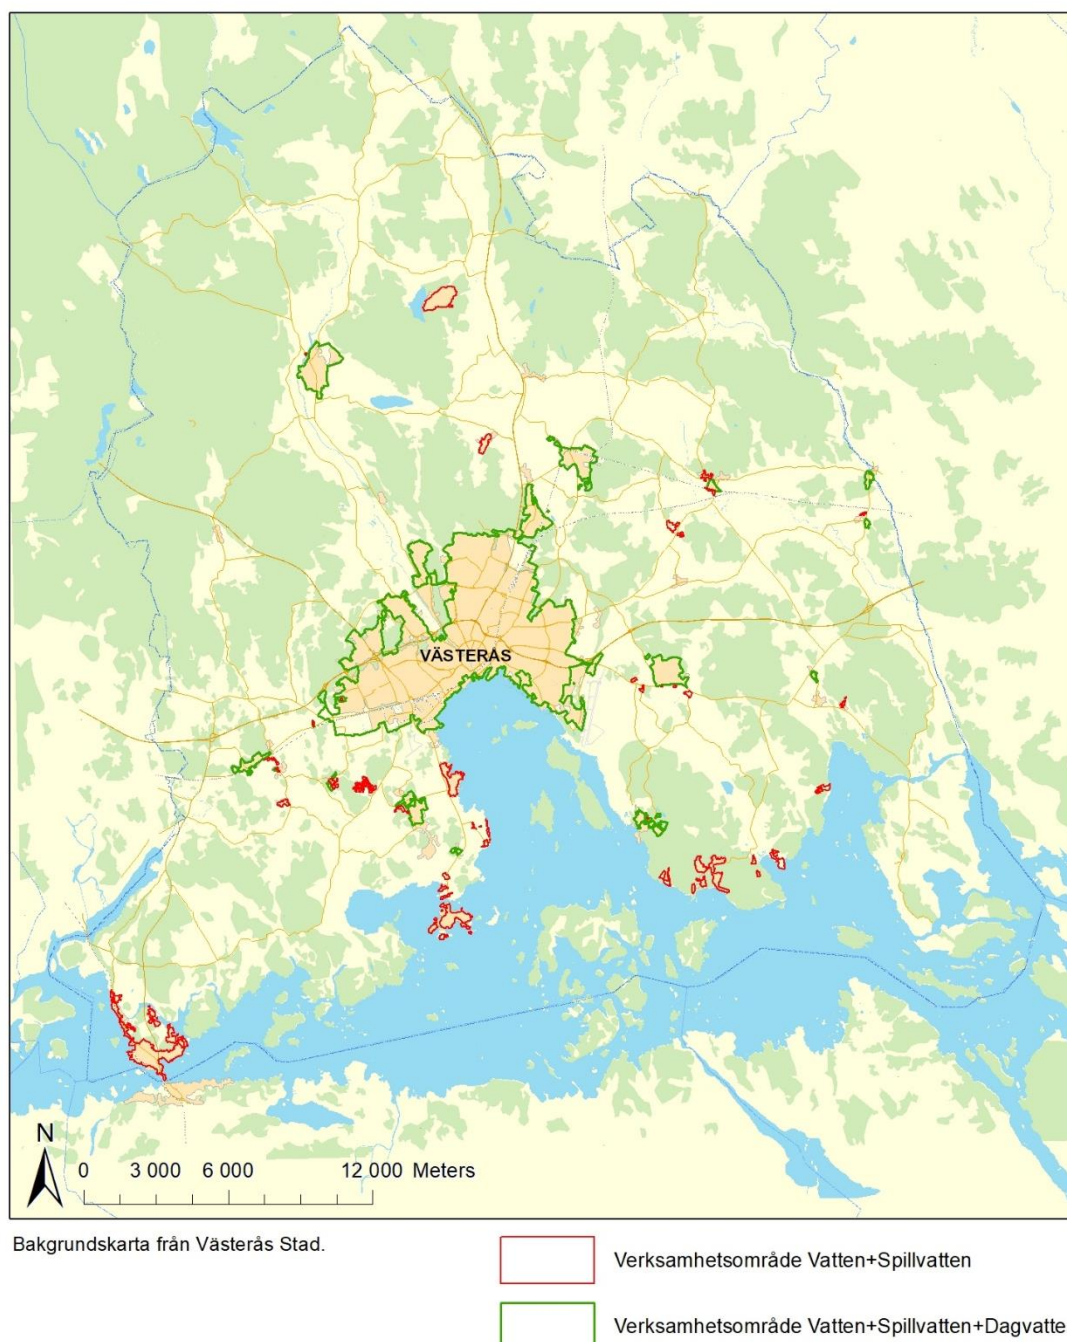 VÄSTERÅS
N
0 3 000 6 000 12 000 Meters
Bakgrundskarta från Västerås Stad.
Verksamhetsområde Vatten+Spillvatten
Verksamhetsområde Vatten+Spillvatten+Dagvatte